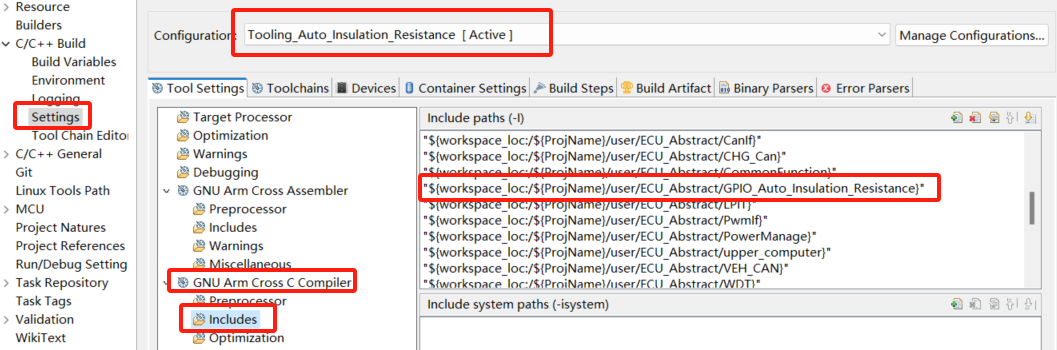 Resource
Builders
C/C++ Build
Build Variables
Environment
Logging
Settings
Tool Chain Editor
C/C++ General
Git
Linux Tools Path
MCU
Project Natures
Project References
Run/Debug Setting
Task Repository
Task Tags
Validation
WikiText
Configuration: Tooling_Auto_Insulation_Resistance [ Active ] Manage Configurations...
Tool Settings Toolchains Devices Container Settings Build Steps Build Artifact Binary Parsers Error Parsers
Target Processor
Optimization
Warnings
Debugging
GNU Arm Cross Assembler
Preprocessor
Includes
Warnings
Miscellaneous
GNU Arm Cross C Compiler
Preprocessor
Includes
Optimization
Include paths (-I)
"${workspace_loc:/${ProjName}/user/ECU_Abstract/CanIf}"
"${workspace_loc:/${ProjName}/user/ECU_Abstract/CHG_Can}"
"${workspace_loc:/${ProjName}/user/ECU_Abstract/CommonFunction}"
"${workspace_loc:/${ProjName}/user/ECU_Abstract/GPIO_Auto_Insulation_Resistance}"
"${workspace_loc:/${ProjName}/user/ECU_Abstract/LPIT}"
"${workspace_loc:/${ProjName}/user/ECU_Abstract/PwmIf}"
"${workspace_loc:/${ProjName}/user/ECU_Abstract/PowerManage}"
"${workspace_loc:/${ProjName}/user/ECU_Abstract/upper_computer}"
"${workspace_loc:/${ProjName}/user/ECU_Abstract/VEH_CAN}"
"${workspace_loc:/${ProjName}/user/ECU_Abstract/WDT}"
Include system paths (-isystem)